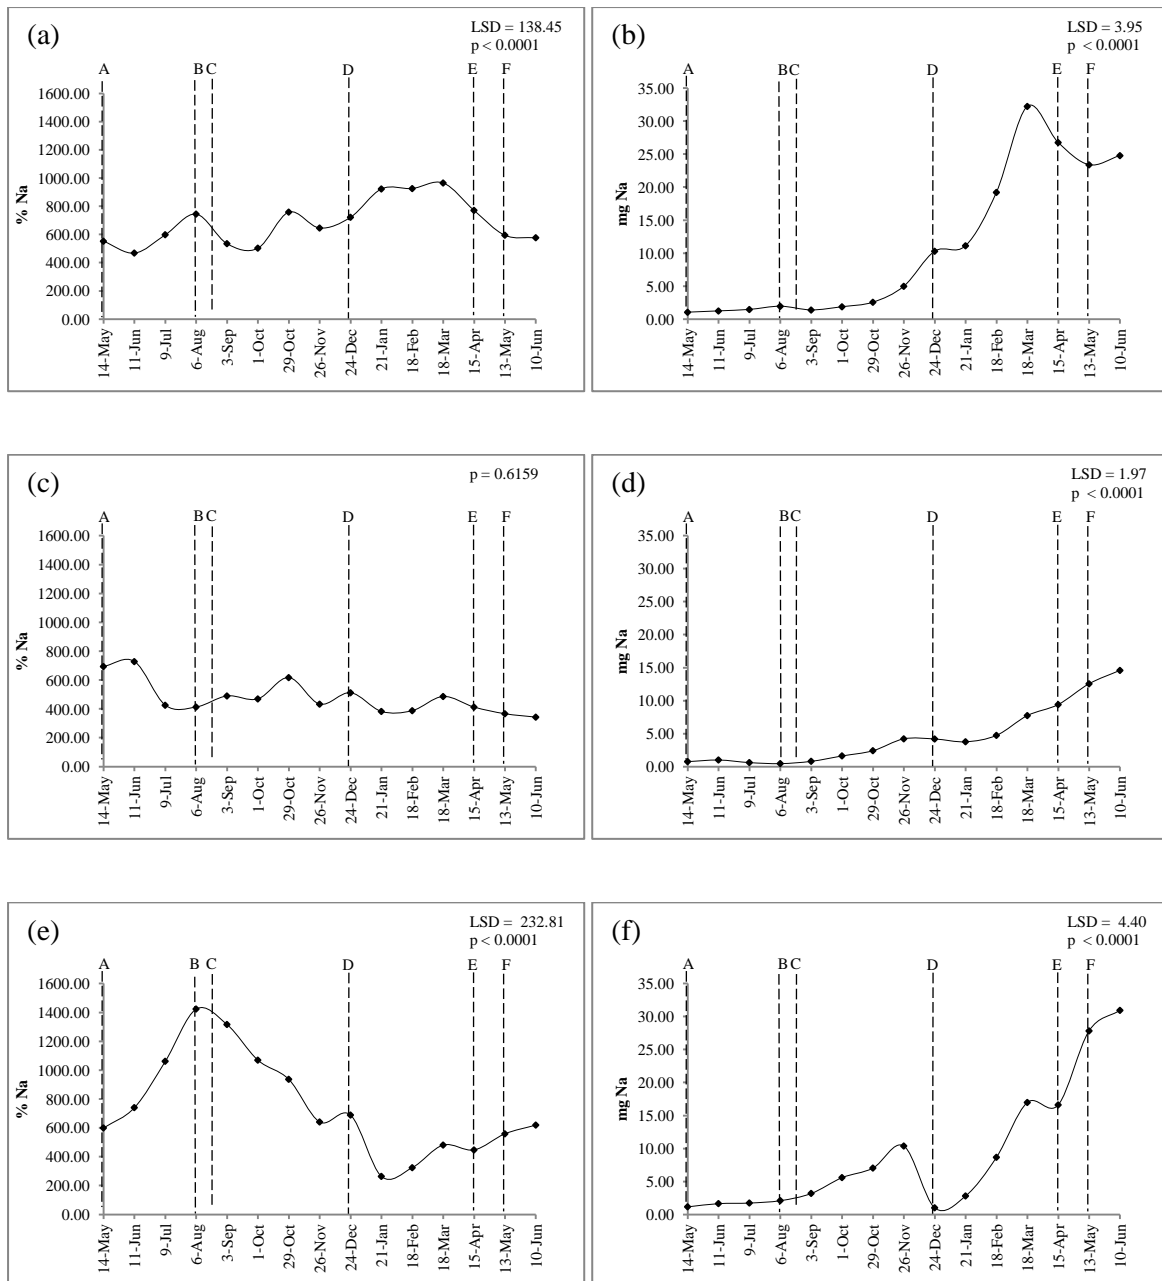 (a)
LSD = 138.45
p < 0.0001
A B C D E F
1600.00
1400.00
1200.00
1000.00
800.00
600.00
400.00
200.00
0.00
% Na
14-May 11-Jun 9-Jul 6-Aug 3-Sep 1-Oct 29-Oct 26-Nov 24-Dec 21-Jan 18-Feb 18-Mar 15-Apr 13-May 10-Jun
(b)
LSD = 3.95
p < 0.0001
A B C D E F
35.00
30.00
25.00
20.00
15.00
10.00
5.00
0.00
mg Na
14-May 11-Jun 9-Jul 6-Aug 3-Sep 1-Oct 29-Oct 26-Nov 24-Dec 21-Jan 18-Feb 18-Mar 15-Apr 13-May 10-Jun
(c)
p = 0.6159
A B C D E F
1600.00
1400.00
1200.00
1000.00
800.00
600.00
400.00
200.00
0.00
% Na
14-May 11-Jun 9-Jul 6-Aug 3-Sep 1-Oct 29-Oct 26-Nov 24-Dec 21-Jan 18-Feb 18-Mar 15-Apr 13-May 10-Jun
(d)
LSD = 1.97
p < 0.0001
A B C D E F
35.00
30.00
25.00
20.00
15.00
10.00
5.00
0.00
mg Na
14-May 11-Jun 9-Jul 6-Aug 3-Sep 1-Oct 29-Oct 26-Nov 24-Dec 21-Jan 18-Feb 18-Mar 15-Apr 13-May 10-Jun
(e)
LSD = 232.81
p < 0.0001
A B C D E F
1600.00
1400.00
1200.00
1000.00
800.00
600.00
400.00
200.00
0.00
% Na
14-May 11-Jun 9-Jul 6-Aug 3-Sep 1-Oct 29-Oct 26-Nov 24-Dec 21-Jan 18-Feb 18-Mar 15-Apr 13-May 10-Jun
(f)
LSD = 4.40
p < 0.0001
A B C D E F
35.00
30.00
25.00
20.00
15.00
10.00
5.00
0.00
mg Na
14-May 11-Jun 9-Jul 6-Aug 3-Sep 1-Oct 29-Oct 26-Nov 24-Dec 21-Jan 18-Feb 18-Mar 15-Apr 13-May 10-Jun